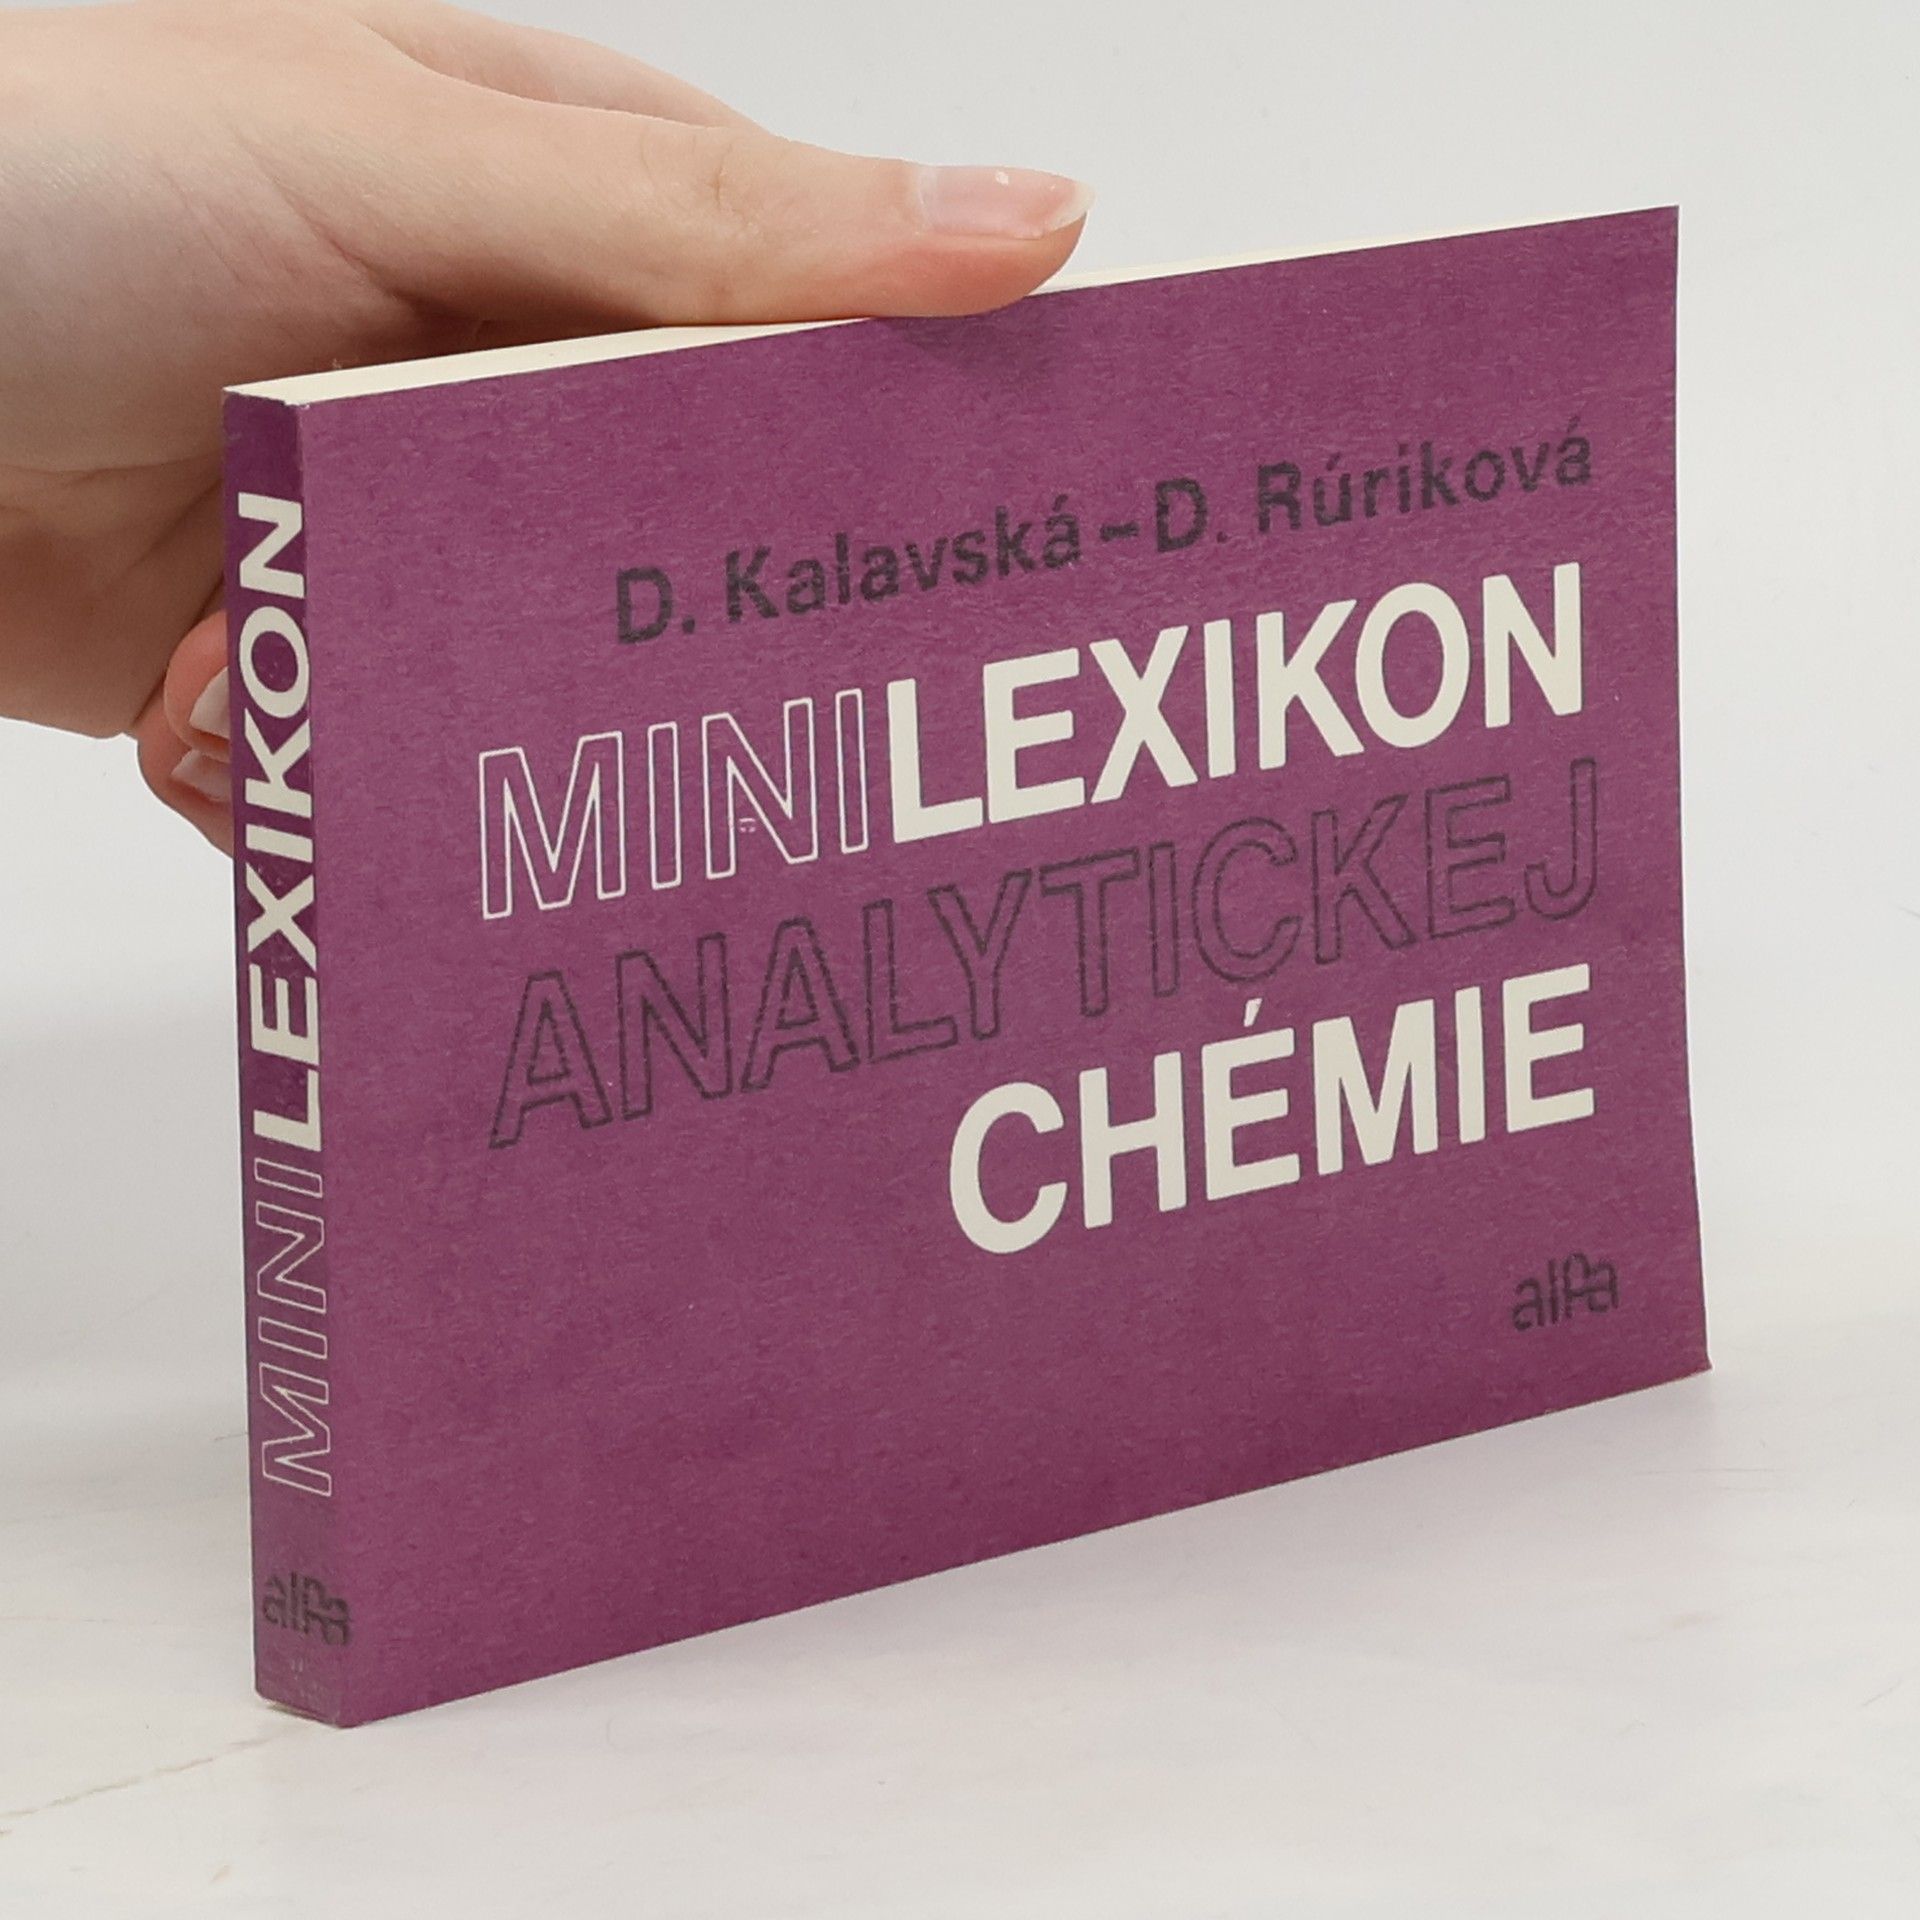 D. Kalavská – D. Rúriková
MINILEXIKON
ANALYTICKEJ
CHÉMIE
alfa
MINILEXIKON
alfa